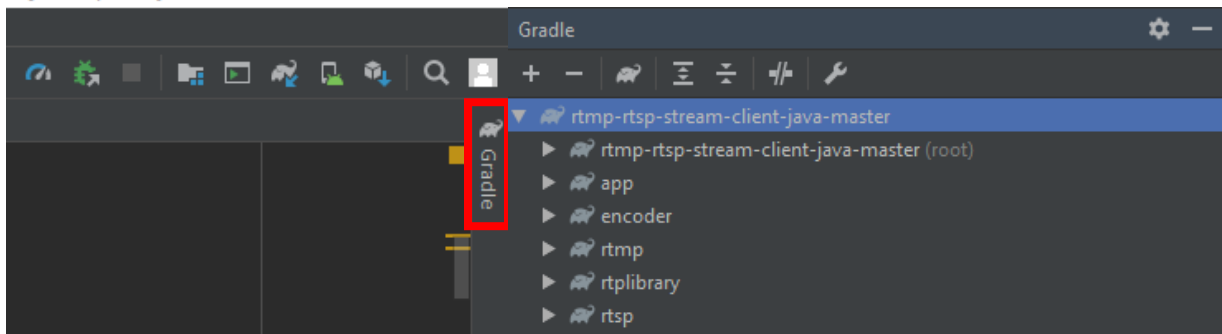 Gradle
Gradle
rtmp-rtsp-stream-client-java-master
rtmp-rtsp-stream-client-java-master (root)
app
encoder
rtmp
rtplibrary
rtsp